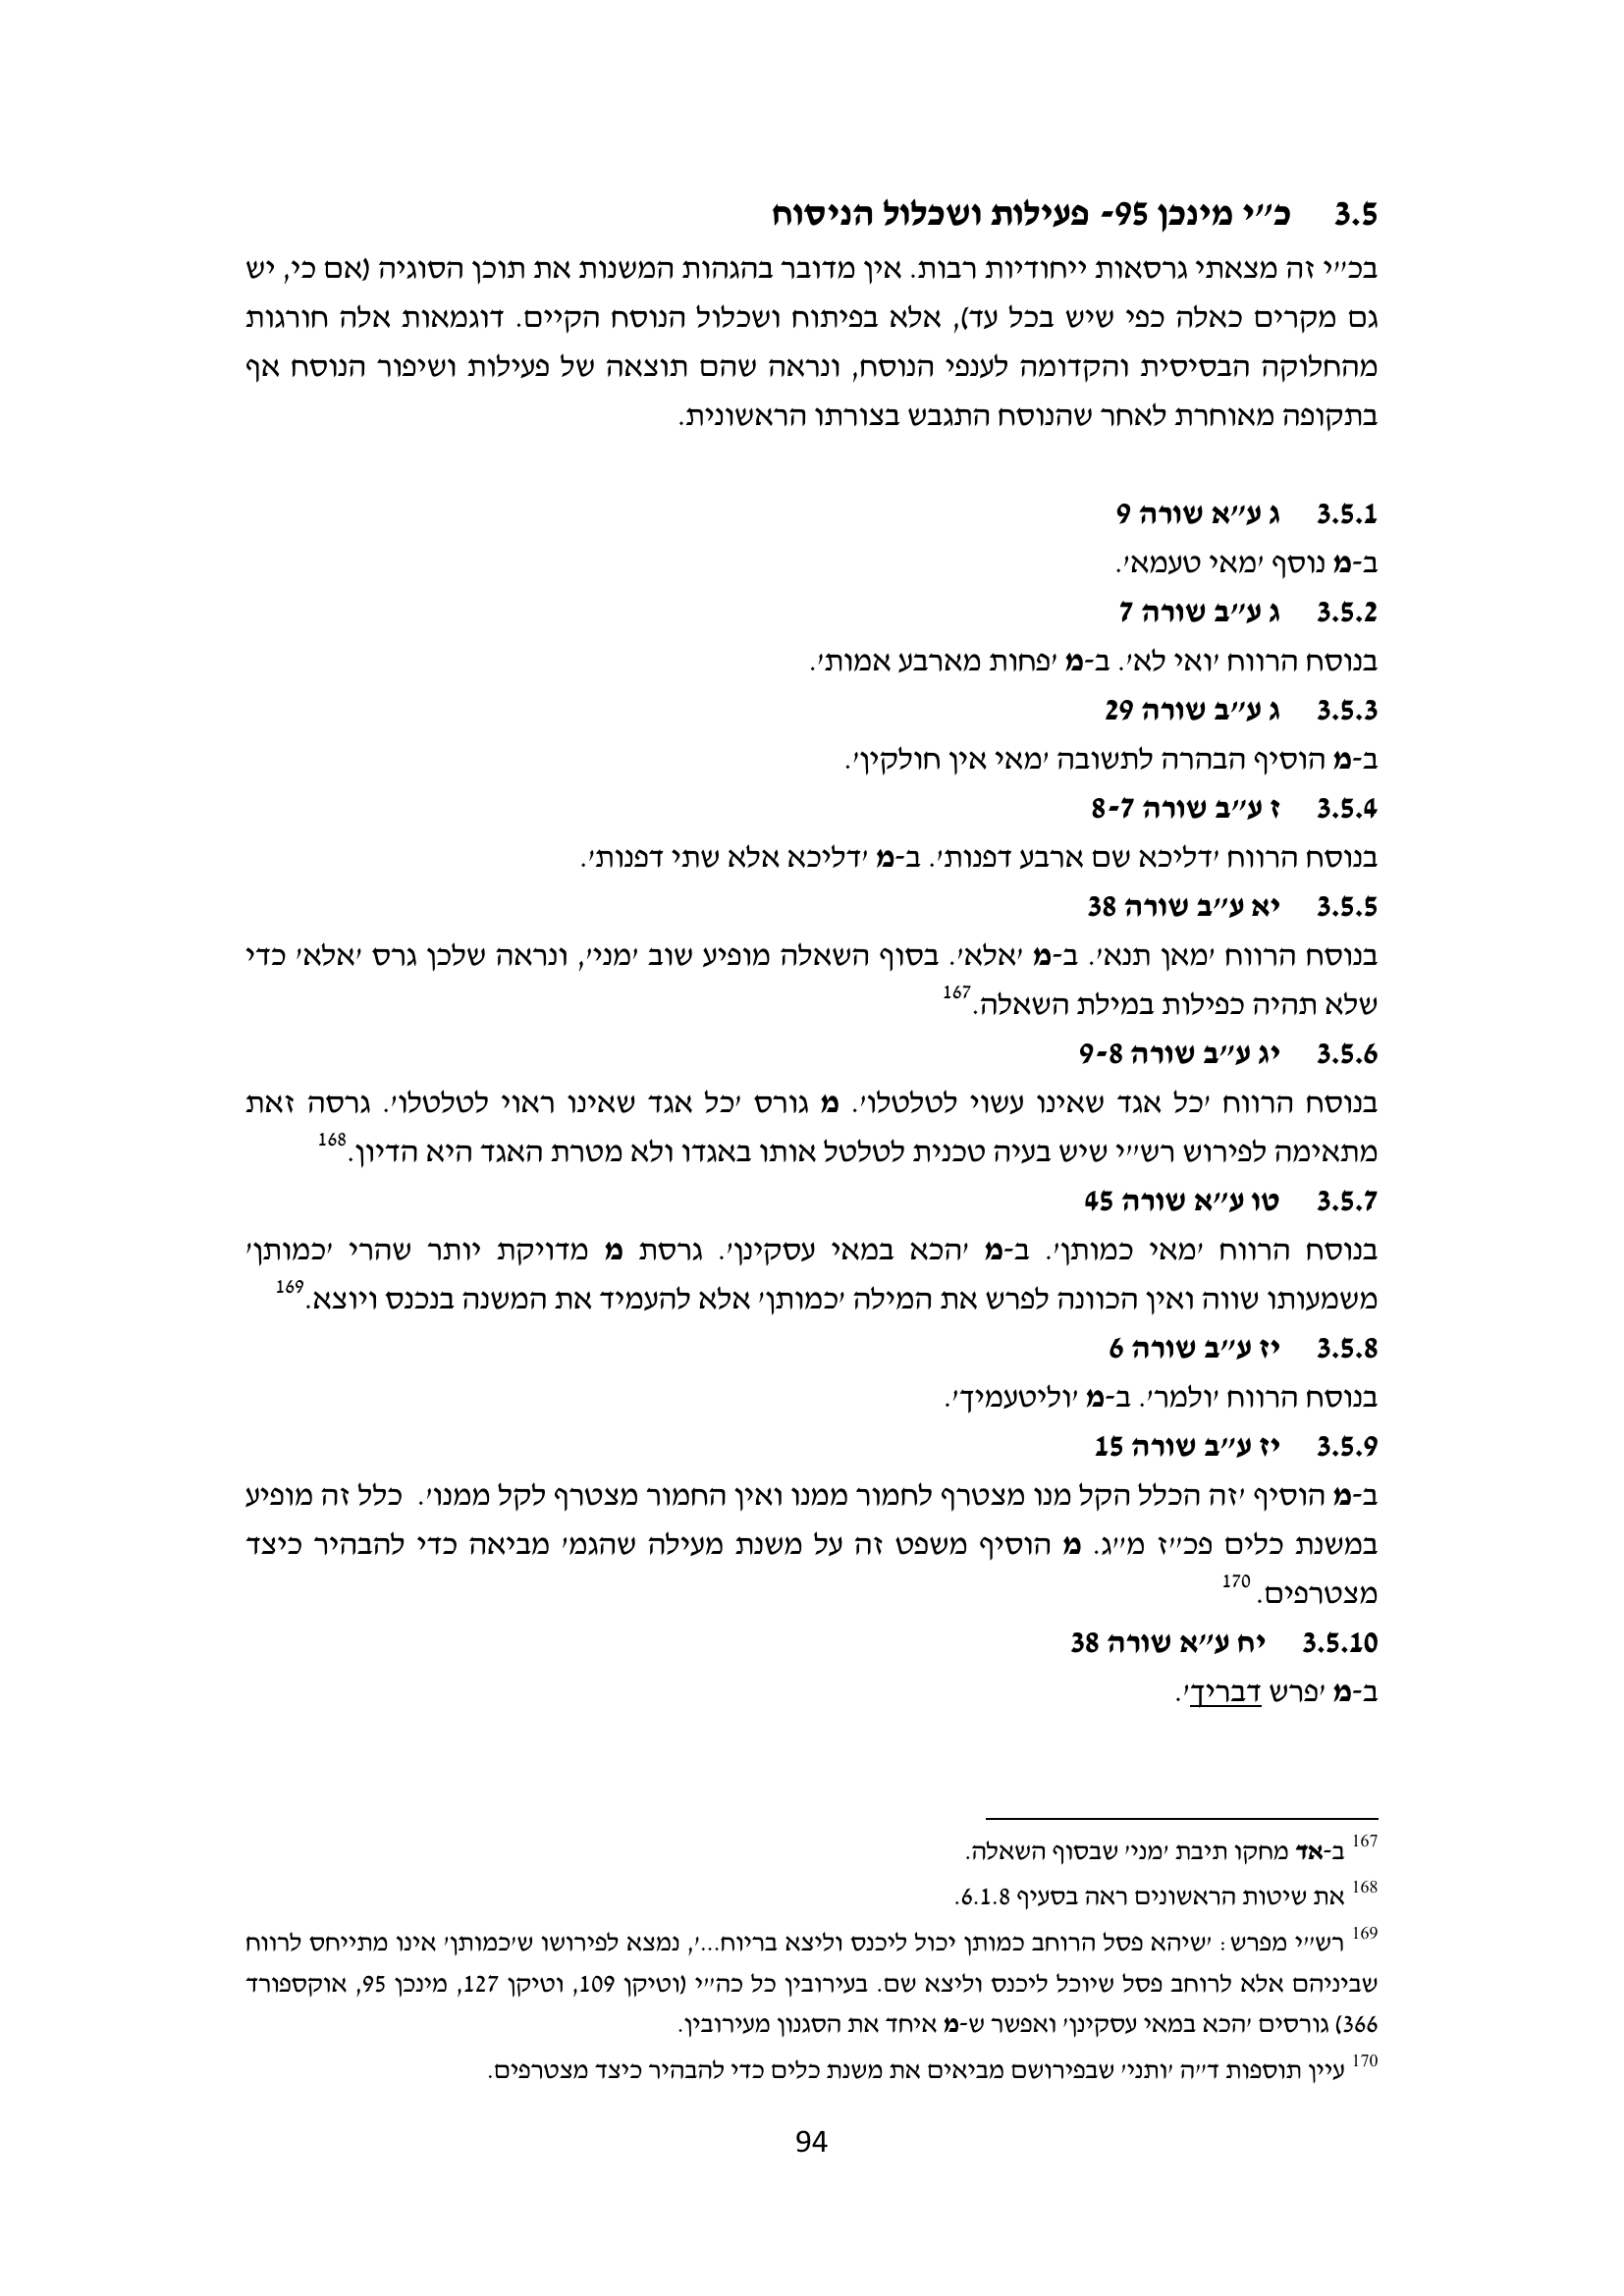 3.5 כ״י מינכן 95- פעילות ושכלול הניסוח
בכ״י זה מצאתי גרסאות ייחודיות רבות. אין מדובר בהגהות המשנות את תוכן הסוגיה (אם כי, יש
גם מקרים כאלה כפי שיש בכל עד), אלא בפיתוח ושכלול הנוסח הקיים. דוגמאות אלה חורגות
מהחלוקה הבסיסית והקדומה לענפי הנוסח, ונראה שהם תוצאה של פעילות ושיפור הנוסח אף
בתקופה מאוחרת לאחר שהנוסח התגבש בצורתו הראשונית.
3.5.1 ג ע״א שורה 9
ב-מ נוסף ׳מאי טעמא׳.
3.5.2 ג ע״ב שורה 7
בנוסח הרווח ׳ואי לא׳. ב-מ ׳פחות מארבע אמות׳.
3.5.3 ג ע״ב שורה 29
ב-מ הוסיף הבהרה לתשובה ׳מאי אין חולקין׳.
3.5.4 ז ע״ב שורה 8-7
בנוסח הרווח ׳דליכא שם ארבע דפנות׳. ב-מ ׳דליכא אלא שתי דפנות׳.
3.5.5 יא ע״ב שורה 38
בנוסח הרווח ׳מאן תנא׳. ב-מ ׳אלא׳. בסוף השאלה מופיע שוב ׳מני׳, ונראה שלכן גרס ׳אלא׳ כדי
שלא תהיה כפילות במילת השאלה.167
3.5.6 יג ע״ב שורה 9-8
בנוסח הרווח ׳כל אגד שאינו עשוי לטלטלו׳. מ גורס ׳כל אגד שאינו ראוי לטלטלו׳. גרסה זאת
מתאימה לפירוש רש״י שיש בעיה טכנית לטלטל אותו באגדו ולא מטרת האגד היא הדיון.168
3.5.7 טו ע״א שורה 45
בנוסח הרווח ׳מאי כמותן׳. ב-מ ׳הכא במאי עסקינן׳. גרסת מ מדויקת יותר שהרי ׳כמותן׳
משמעותו שווה ואין הכוונה לפרש את המילה ׳כמותן׳ אלא להעמיד את המשנה בנכנס ויוצא.169
3.5.8 יז ע״ב שורה 6
בנוסח הרווח ׳ולמר׳. ב-מ ׳וליטעמיך׳.
3.5.9 יז ע״ב שורה 15
ב-מ הוסיף ׳זה הכלל הקל מנו מצטרף לחמור ממנו ואין החמור מצטרף לקל ממנו׳. כלל זה מופיע
במשנת כלים פכ״ז מ״ג. מ הוסיף משפט זה על משנת מעילה שהגמ׳ מביאה כדי להבהיר כיצד
מצטרפים. 170
3.5.10 יח ע״א שורה 38
ב-מ ׳פרש דבריך׳.
167 ב-אד מחקו תיבת ׳מני׳ שבסוף השאלה.
168 את שיטות הראשונים ראה בסעיף 6.1.8.
169 רש״י מפרש: ׳שיהא פסל הרוחב כמותן יכול ליכנס וליצא בריוח...׳, נמצא לפירושו ש׳כמותן׳ אינו מתייחס לרווח
שביניהם אלא לרוחב פסל שיוכל ליכנס וליצא שם. בעירובין כל כה״י (וטיקן 109, וטיקן 127, מינכן 95, אוקספורד
366) גורסים ׳הכא במאי עסקינן׳ ואפשר ש-מ איחד את הסגנון מעירובין.
170 עיין תוספות ד״ה ׳ותני׳ שבפירושם מביאים את משנת כלים כדי להבהיר כיצד מצטרפים.
94